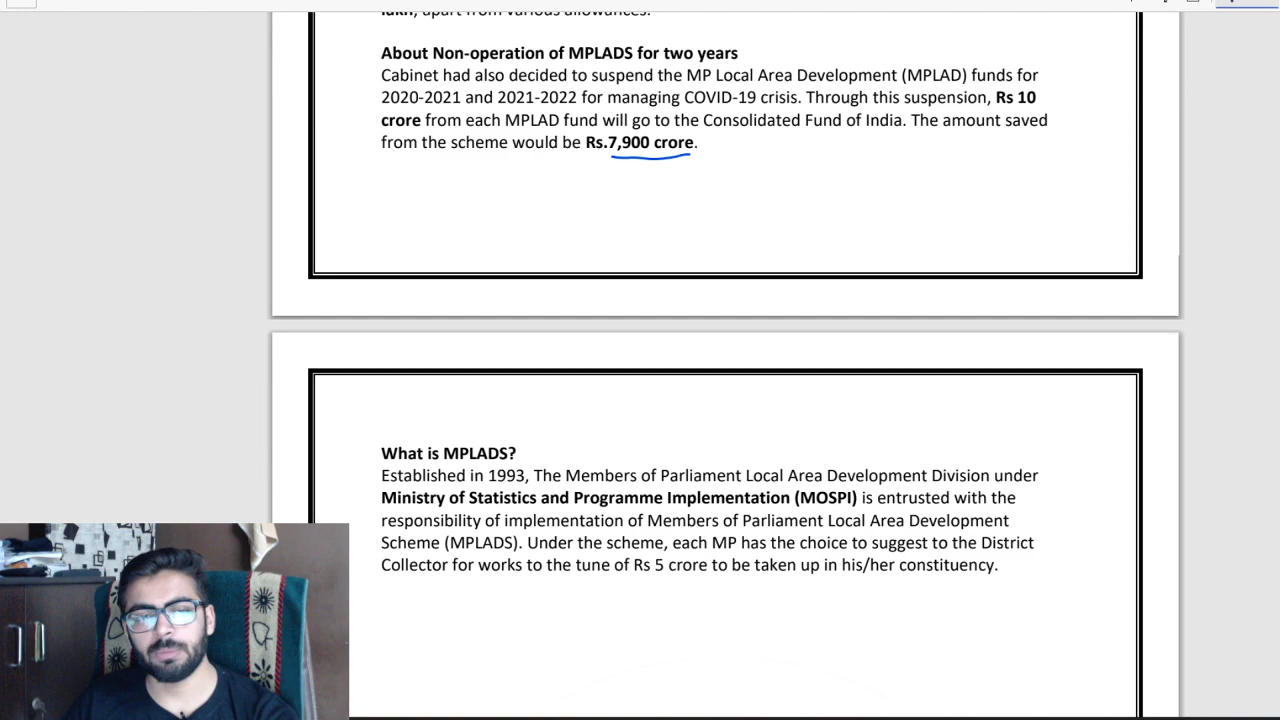 lakh, apart from various allowances.
About Non-operation of MPLADS for two years
Cabinet had also decided to suspend the MP Local Area Development (MPLAD) funds for
2020-2021 and 2021-2022 for managing COVID-19 crisis. Through this suspension, Rs 10
crore from each MPLAD fund will go to the Consolidated Fund of India. The amount saved
from the scheme would be Rs.7,900 crore.
What is MPLADS?
Established in 1993, The Members of Parliament Local Area Development Division under
Ministry of Statistics and Programme Implementation (MOSPI) is entrusted with the
responsibility of implementation of Members of Parliament Local Area Development
Scheme (MPLADS). Under the scheme, each MP has the choice to suggest to the District
Collector for works to the tune of Rs 5 crore to be taken up in his/her constituency.